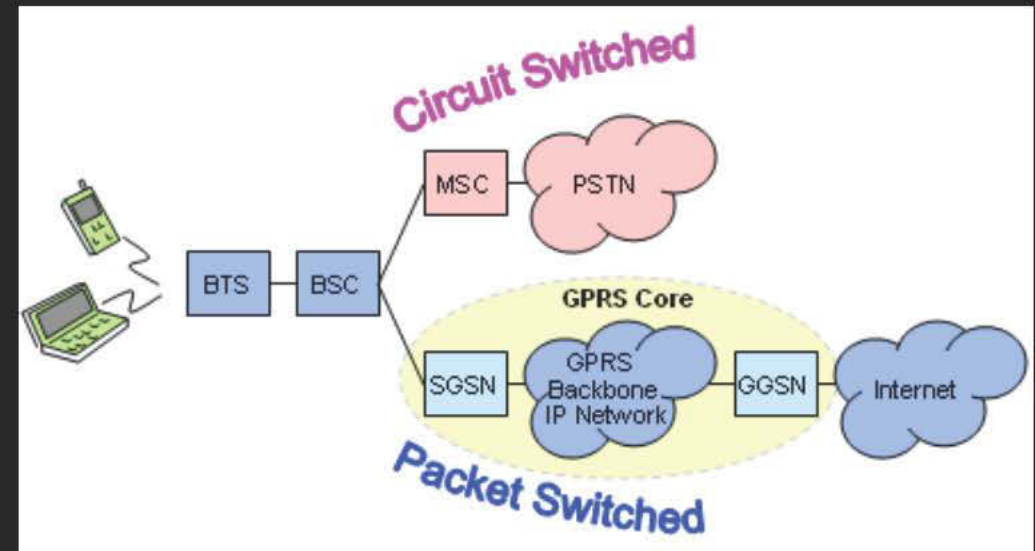 Circuit Switched
MSC
PSTN
BTS
BSC
GPRS Core
SGSN
GPRS
Backbone
IP Network
GGSN
Internet
Packet Switched